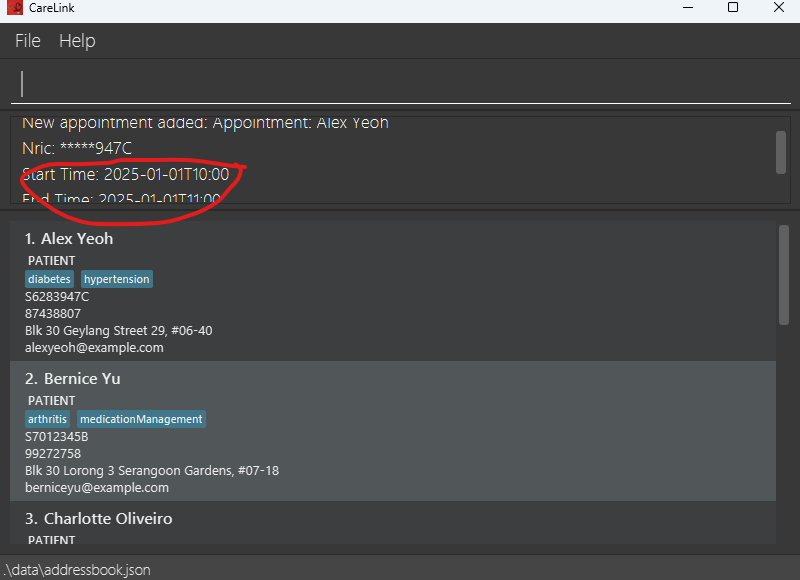 CareLink
File Help
New appointment added: Appointment: Alex Yeoh
Nric: *****947C
Start Time: 2025-01-01T10:00
End Time: 2025-01-01T11:00
1. Alex Yeoh
PATIENT
diabetes hypertension
S6283947C
87438807
Blk 30 Geylang Street 29, #06-40
alexyeoh@example.com
2. Bernice Yu
PATIENT
arthritis medicationManagement
S7012345B
99272758
Blk 30 Lorong 3 Serangoon Gardens, #07-18
berniceyu@example.com
3. Charlotte Oliveiro
PATIENT
.\data\addressbook.json